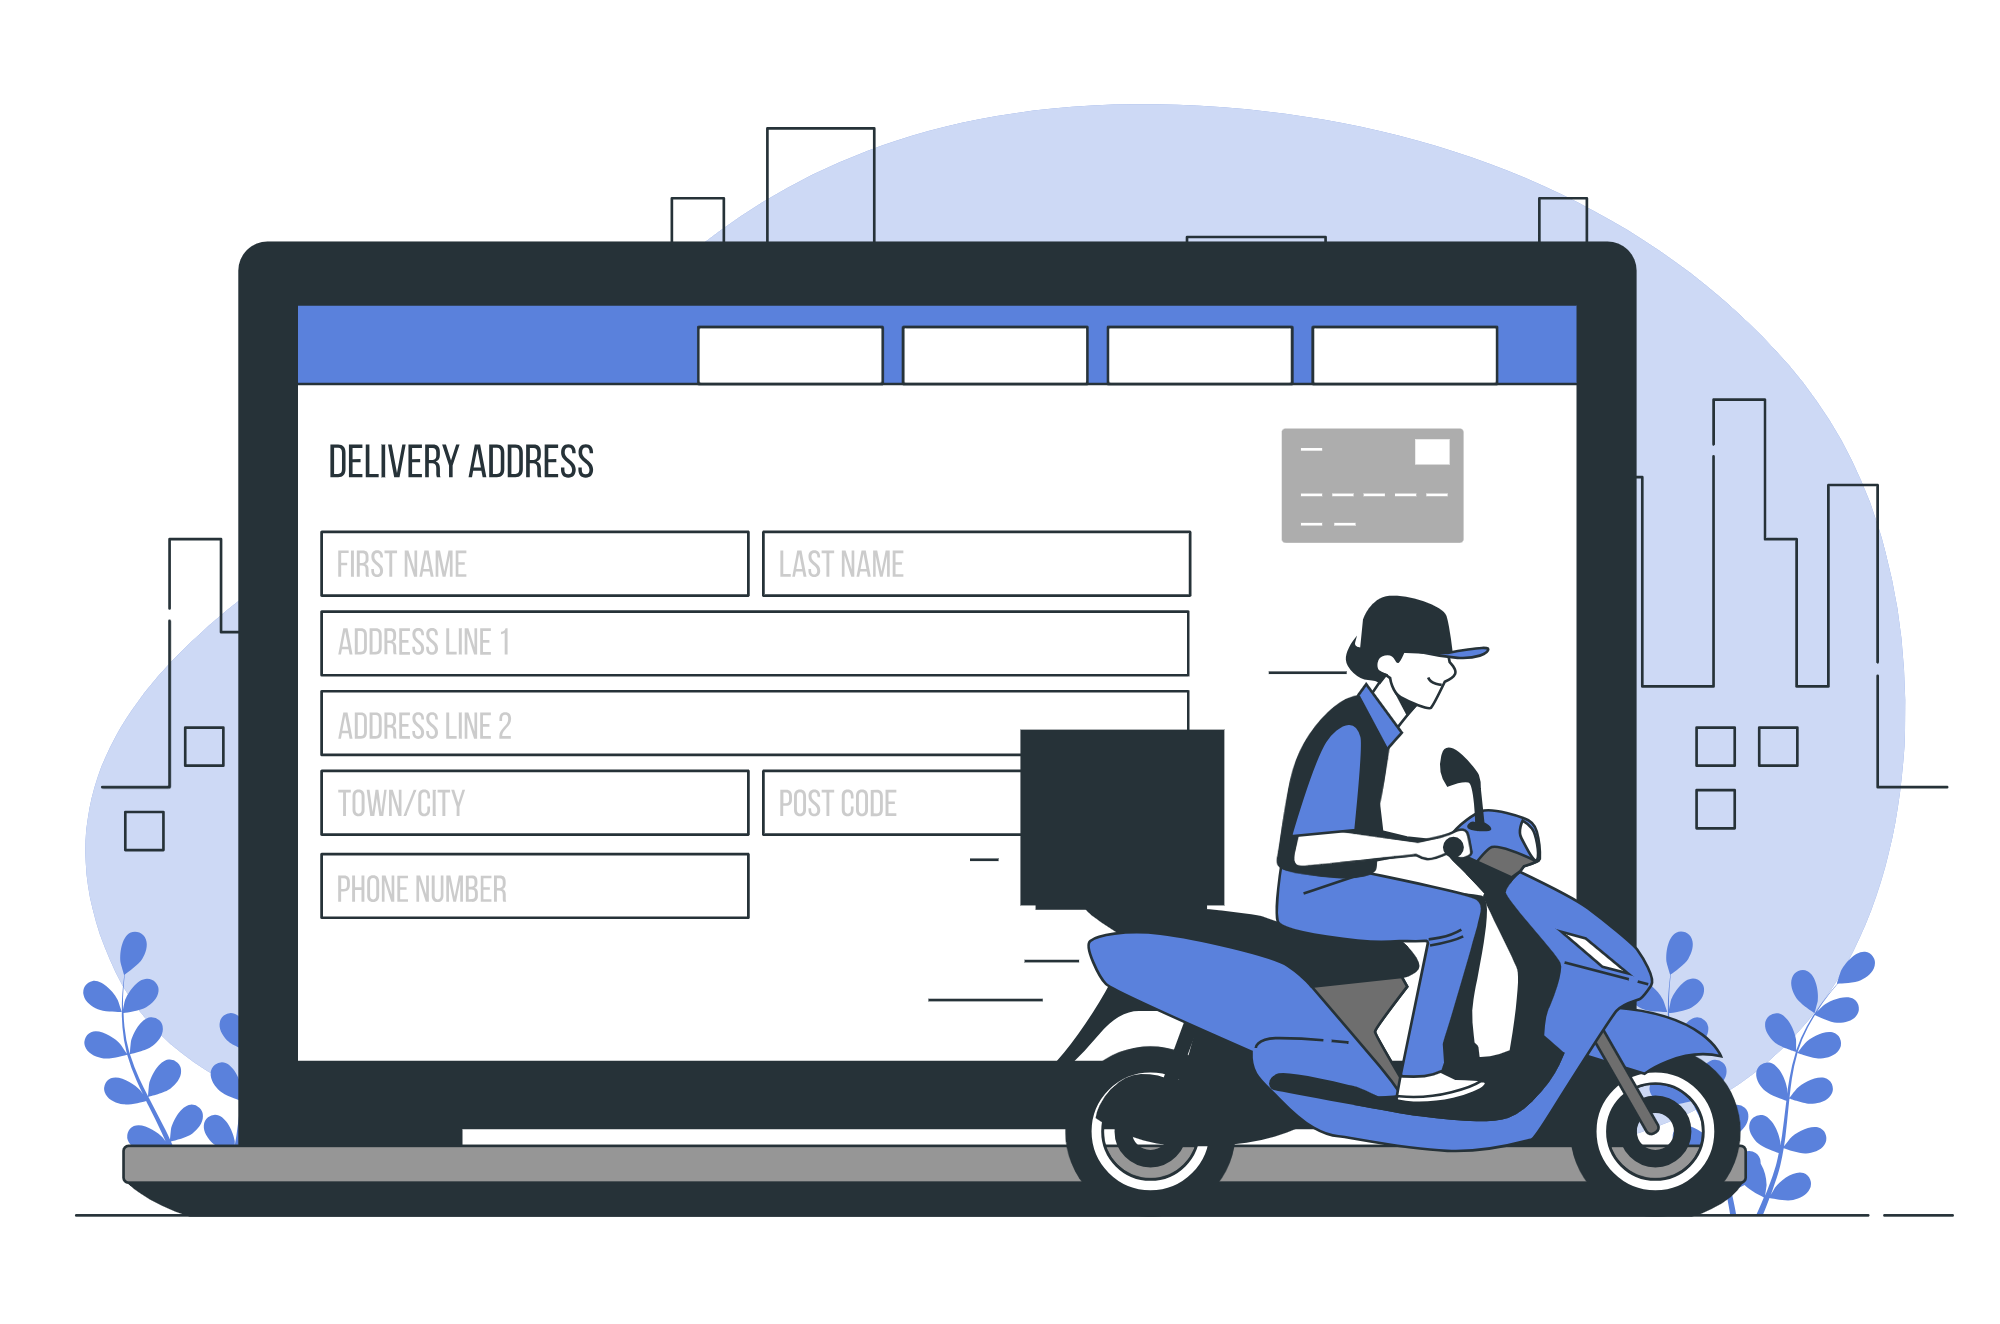 DELIVERY ADDRESS
FIRST NAME
LAST NAME
ADDRESS LINE 1
ADDRESS LINE 2
TOWN/CITY
POST CODE
PHONE NUMBER